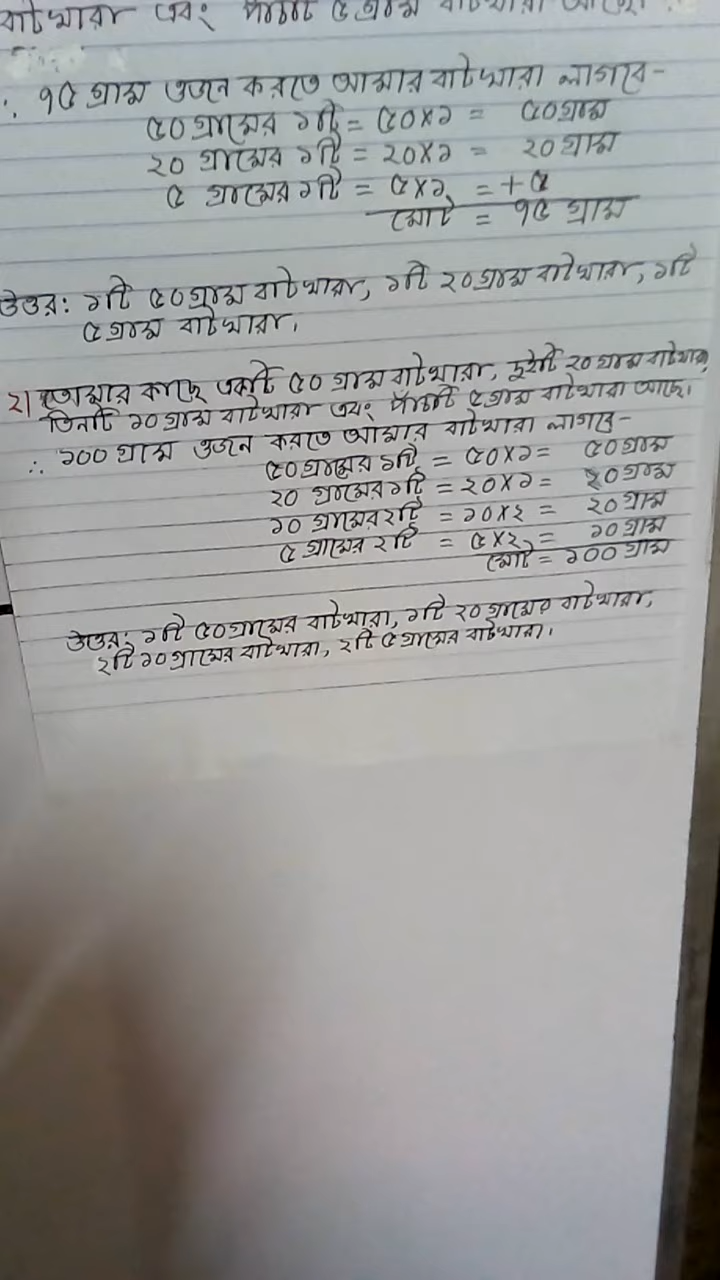 বাটখারা এবং পাঁচটি ৫ গ্রাম বাটখারা আছে।
∴ ৭৫ গ্রাম ওজন করতে আমার বাটখারা লাগবে-
৫০ গ্রামের ১টি = ৫০×১ = ৫০ গ্রাম
২০ গ্রামের ১টি = ২০×১ = ২০ গ্রাম
৫ গ্রামের ১টি = ৫×১ = +৫
মোট = ৭৫ গ্রাম
উত্তর: ১টি ৫০ গ্রাম বাটখারা, ১টি ২০ গ্রাম বাটখারা, ১টি
৫ গ্রাম বাটখারা।
২। তোমার কাছে একটি ৫০ গ্রাম বাটখারা, দুইটি ২০ গ্রাম বাটখারা,
তিনটি ১০ গ্রাম বাটখারা এবং পাঁচটি ৫ গ্রাম বাটখারা আছে।
∴ ১০০ গ্রাম ওজন করতে আমার বাটখারা লাগবে-
৫০ গ্রামের ১টি = ৫০×১ = ৫০ গ্রাম
২০ গ্রামের ১টি = ২০×১ = ২০ গ্রাম
১০ গ্রামের ২টি = ১০×২ = ২০ গ্রাম
৫ গ্রামের ২টি = ৫×২ = ১০ গ্রাম
মোট = ১০০ গ্রাম
উত্তর: ১টি ৫০ গ্রামের বাটখারা, ১টি ২০ গ্রামের বাটখারা,
২টি ১০ গ্রামের বাটখারা, ২টি ৫ গ্রামের বাটখারা।